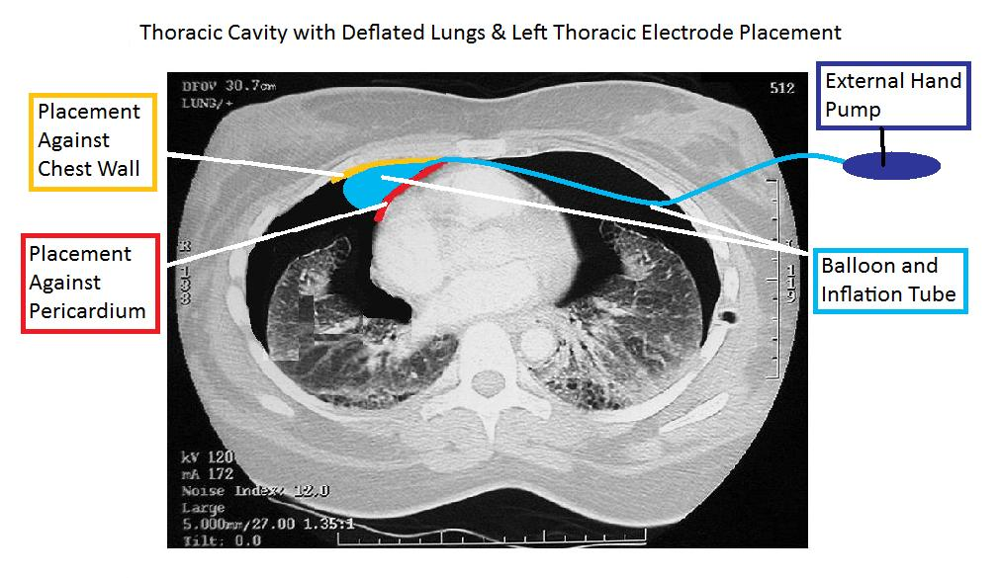 Thoracic Cavity with Deflated Lungs & Left Thoracic Electrode Placement
DFOV 30.7cm
LUNG/+
512
External Hand
Pump
Placement
Against
Chest Wall
Placement
Against
Pericardium
R
1
Balloon and
Inflation Tube
kV 120
mA 172
Noise Index: 12.0
Large
5.000mm/27.00 1.35:1
Tilt: 0.0